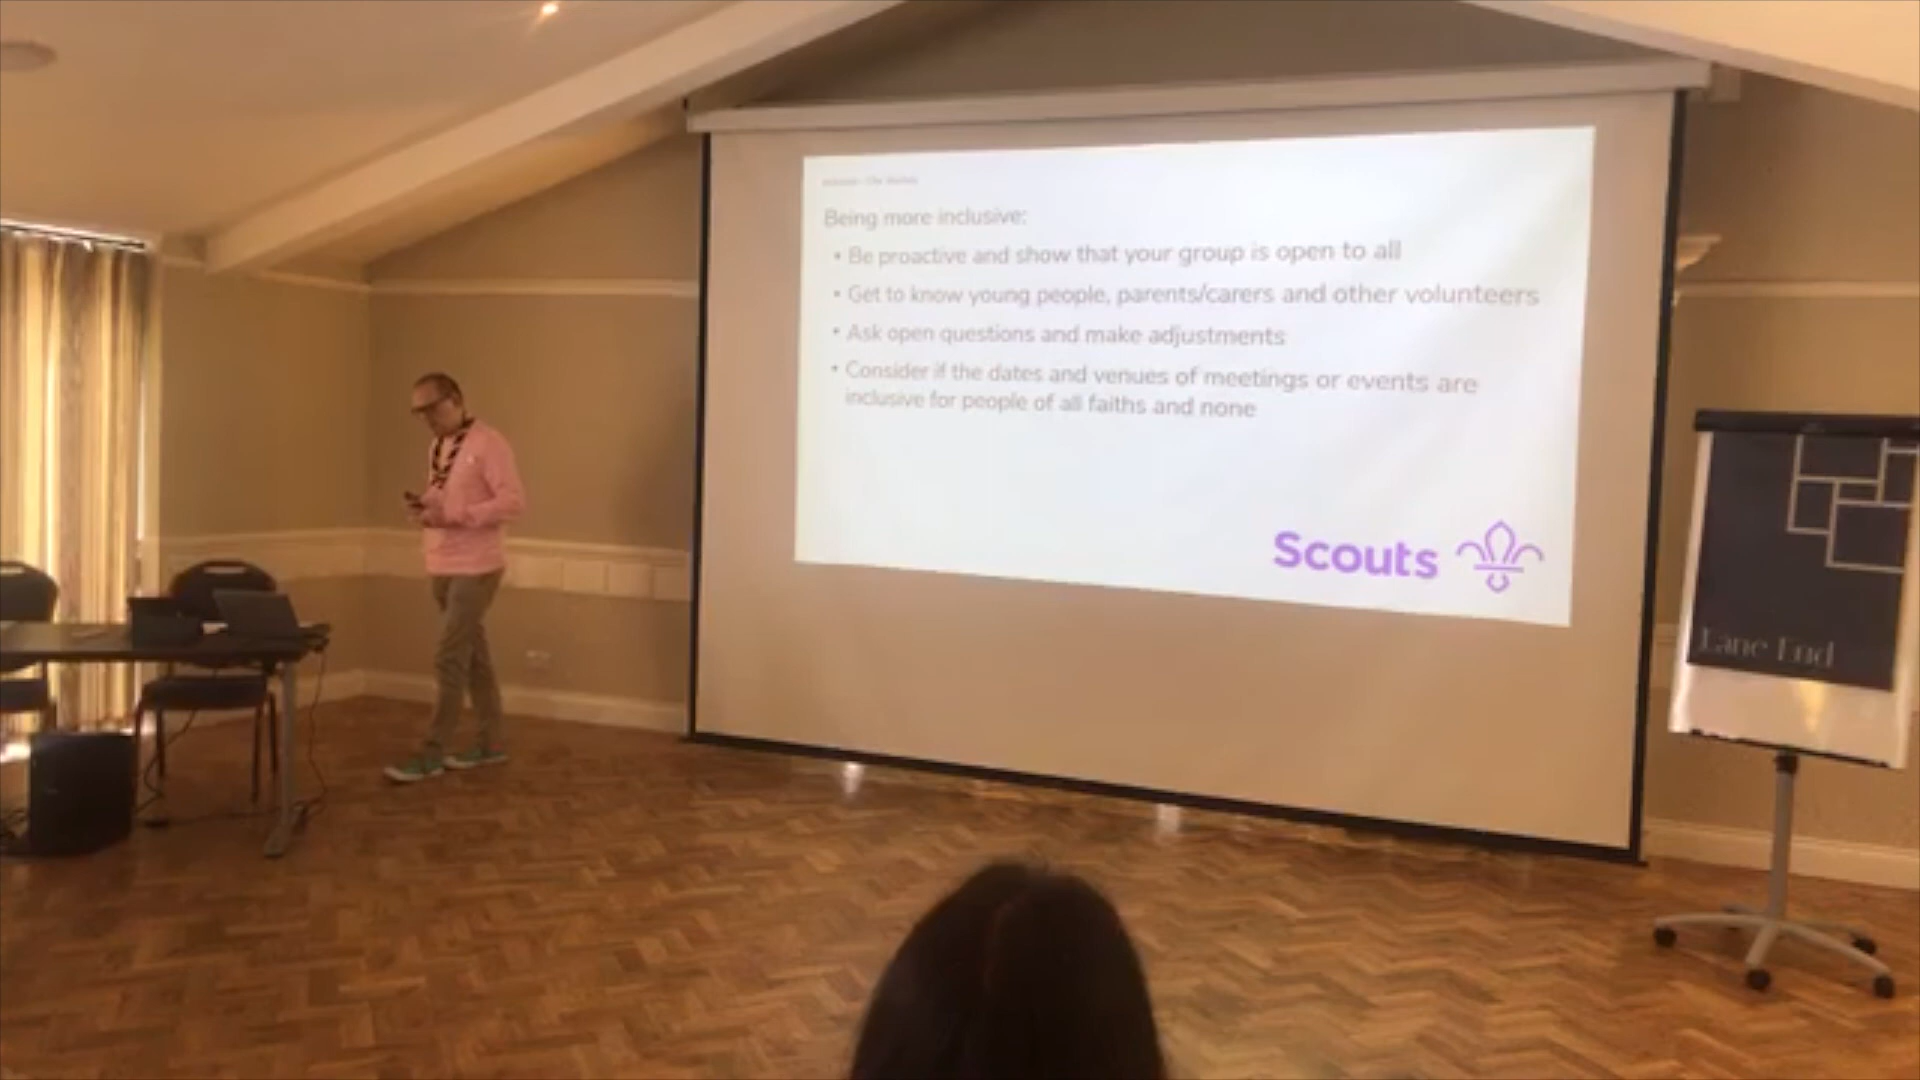 Being more inclusive:
• Be proactive and show that your group is open to all
• Get to know young people, parents/carers and other volunteers
• Ask open questions and make adjustments
• Consider if the dates and venues of meetings or events are
inclusive for people of all faiths and none
Scouts
Lane End